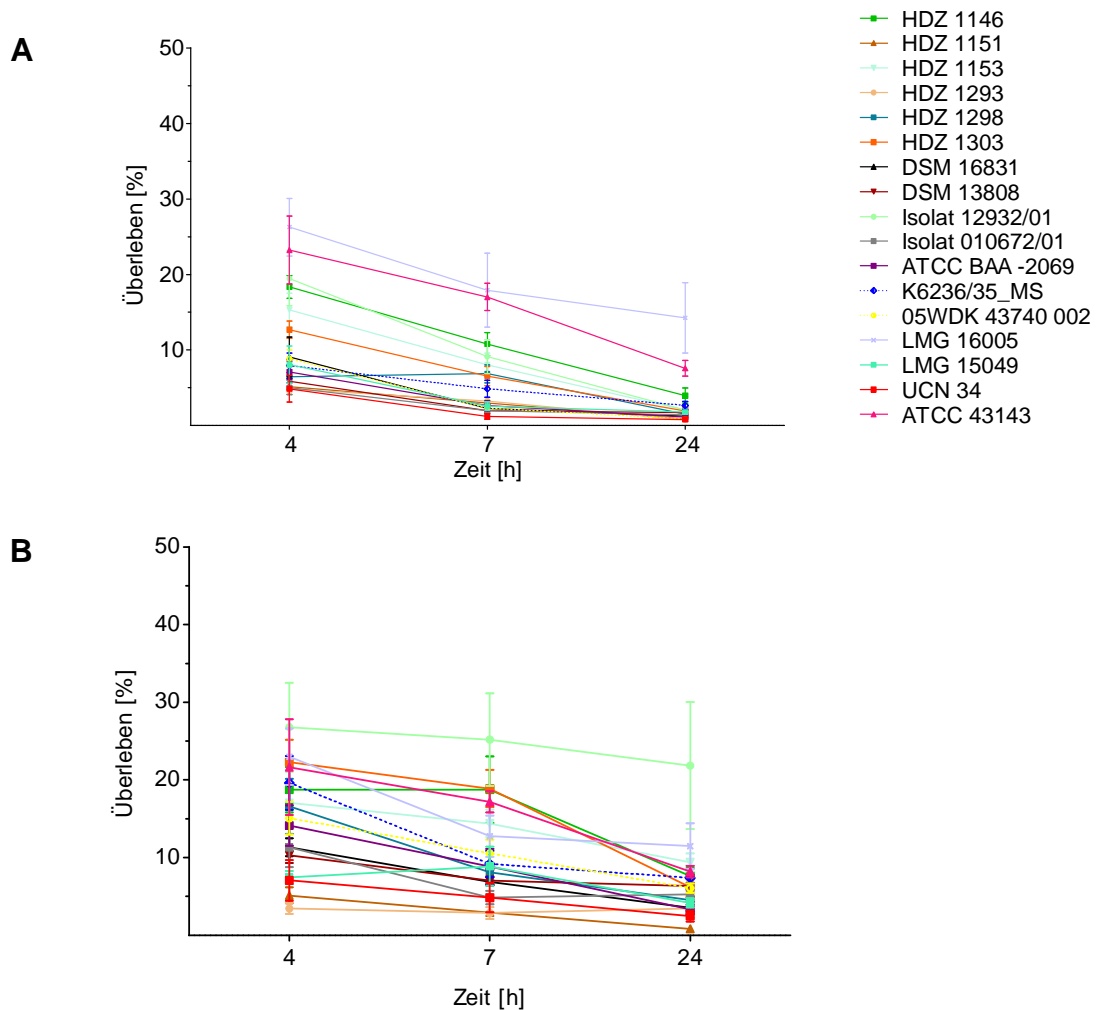 A
50
40
30
20
10
Überleben [%]
4
7
24
Zeit [h]
HDZ 1146
HDZ 1151
HDZ 1153
HDZ 1293
HDZ 1298
HDZ 1303
DSM 16831
DSM 13808
Isolat 12932/01
Isolat 010672/01
ATCC BAA -2069
K6236/35_MS
05WDK 43740 002
LMG 16005
LMG 15049
UCN 34
ATCC 43143
B
50
40
30
20
10
Überleben [%]
4
7
24
Zeit [h]